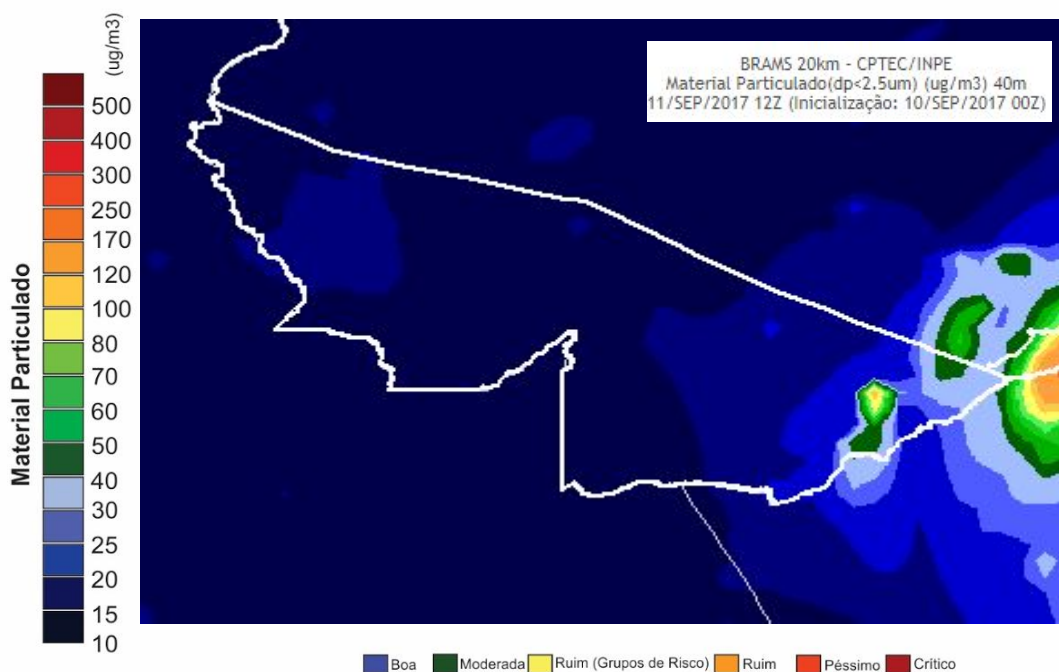 (ug/m3)
Material Particulado
500
400
300
250
170
120
100
80
70
60
50
40
30
25
20
15
10
BRAMS 20km - CPTEC/INPE
Material Particulado(dp<2.5um) (ug/m3) 40m
11/SEP/2017 12Z (Inicialização: 10/SEP/2017 00Z)
Boa Moderada Ruim (Grupos de Risco) Ruim Péssimo Crítico